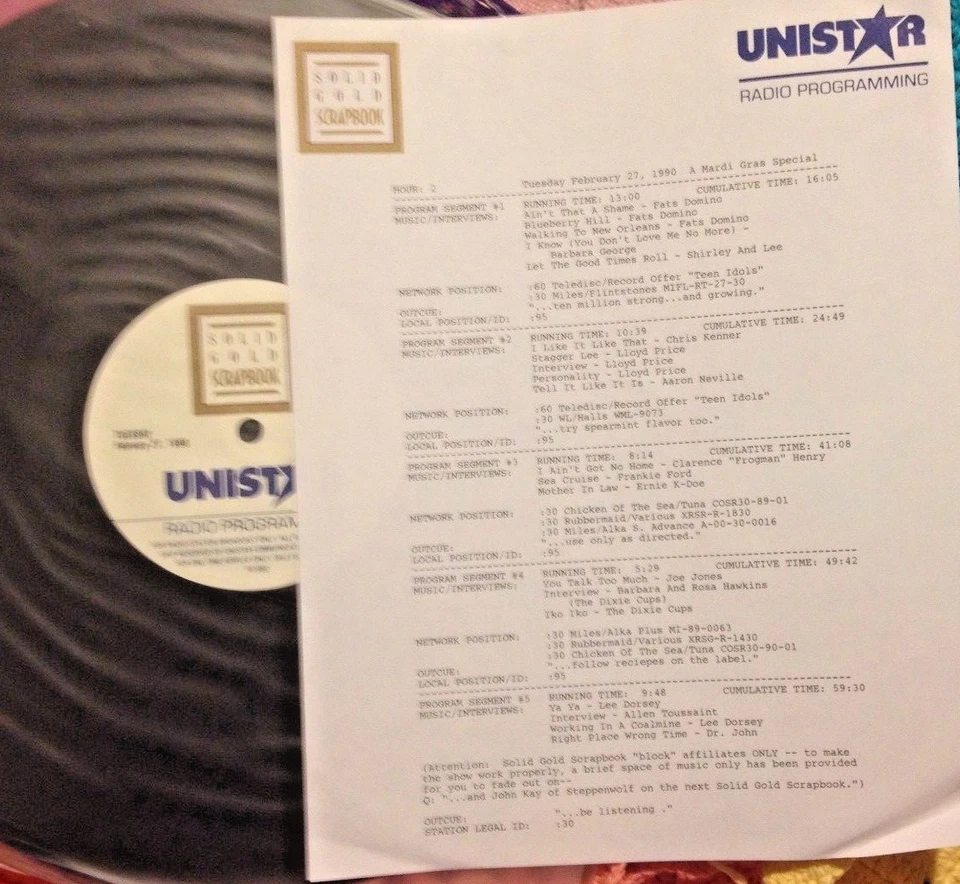 SOLID
GOLD
SCRAPBOOK
UNISTAR
RADIO PROGRAMMING
HOUR: 2 Tuesday February 27, 1990 A Mardi Gras Special
PROGRAM SEGMENT #1 RUNNING TIME: 13:00 CUMULATIVE TIME: 16:05
MUSIC/INTERVIEWS: Ain't That A Shame - Fats Domino
Blueberry Hill - Fats Domino
Walking To New Orleans - Fats Domino
I Know (You Don't Love Me No More) -
Barbara George
Let The Good Times Roll - Shirley And Lee
NETWORK POSITION: :60 Teledisc/Record Offer "Teen Idols"
:30 Miles/Flintstones MIFL-RT-27-30
OUTCUE: "...ten million strong...and growing."
LOCAL POSITION/ID: :95
PROGRAM SEGMENT #2 RUNNING TIME: 10:39 CUMULATIVE TIME: 24:49
MUSIC/INTERVIEWS: I Like It Like That - Chris Kenner
Stagger Lee - Lloyd Price
Interview - Lloyd Price
Personality - Lloyd Price
Tell It Like It Is - Aaron Neville
NETWORK POSITION: :60 Teledisc/Record Offer "Teen Idols"
:30 WL/Halls WML-9073
OUTCUE: "...try spearmint flavor too."
LOCAL POSITION/ID: :95
PROGRAM SEGMENT #3 RUNNING TIME: 8:14 CUMULATIVE TIME: 41:08
MUSIC/INTERVIEWS: I Ain't Got No Home - Clarence "Frogman" Henry
Sea Cruise - Frankie Ford
Mother In Law - Ernie K-Doe
NETWORK POSITION: :30 Chicken Of The Sea/Tuna COSR30-89-01
:30 Rubbermaid/Various XRSR-R-1830
:30 Miles/Alka S. Advance A-00-30-0016
OUTCUE: "...use only as directed."
LOCAL POSITION/ID: :95
PROGRAM SEGMENT #4 RUNNING TIME: 5:29 CUMULATIVE TIME: 49:42
MUSIC/INTERVIEWS: You Talk Too Much - Joe Jones
Interview - Barbara And Rosa Hawkins
(The Dixie Cups)
Iko Iko - The Dixie Cups
NETWORK POSITION: :30 Miles/Alka Plus MI-89-0063
:30 Rubbermaid/Various XRSG-R-1430
:30 Chicken Of The Sea/Tuna COSR30-90-01
OUTCUE: "...follow reciepes on the label."
LOCAL POSITION/ID: :95
PROGRAM SEGMENT #5 RUNNING TIME: 9:48 CUMULATIVE TIME: 59:30
MUSIC/INTERVIEWS: Ya Ya - Lee Dorsey
Interview - Allen Toussaint
Working In A Coalmine - Lee Dorsey
Right Place Wrong Time - Dr. John
(Attention: Solid Gold Scrapbook "block" affiliates ONLY -- to make
the show work properly, a brief space of music only has been provided
for you to fade out on--
Q: "...and John Kay of Steppenwolf on the next Solid Gold Scrapbook.")
OUTCUE: "...be listening ."
STATION LEGAL ID: :30
SOLID
GOLD
SCRAPBOOK
UNIST
RADIO PROGRAM